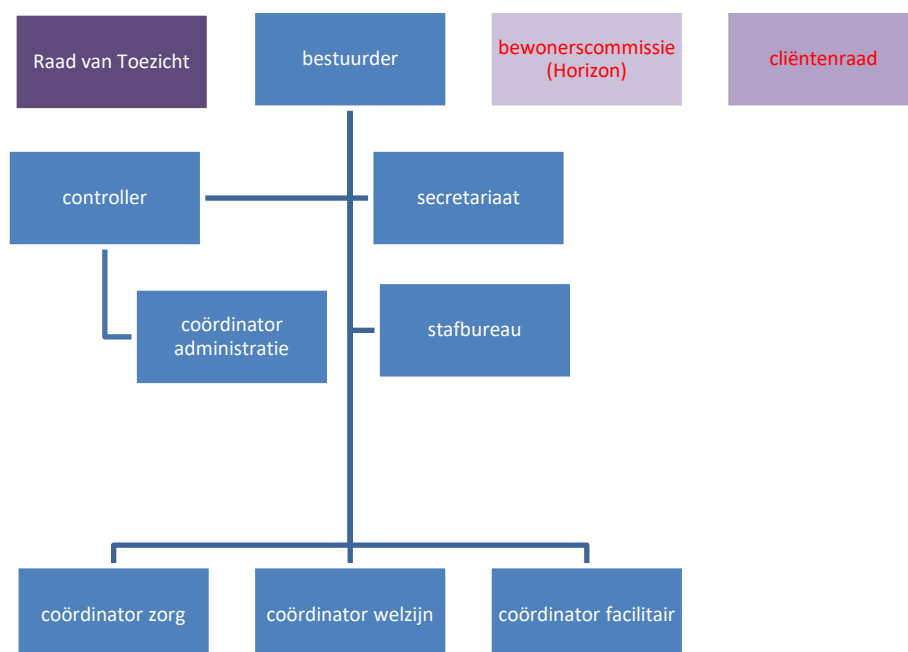 Raad van Toezicht
bestuurder
bewonerscommissie
(Horizon)
cliëntenraad
controller
secretariaat
coördinator
administratie
stafbureau
coördinator zorg
coördinator welzijn
coördinator facilitair